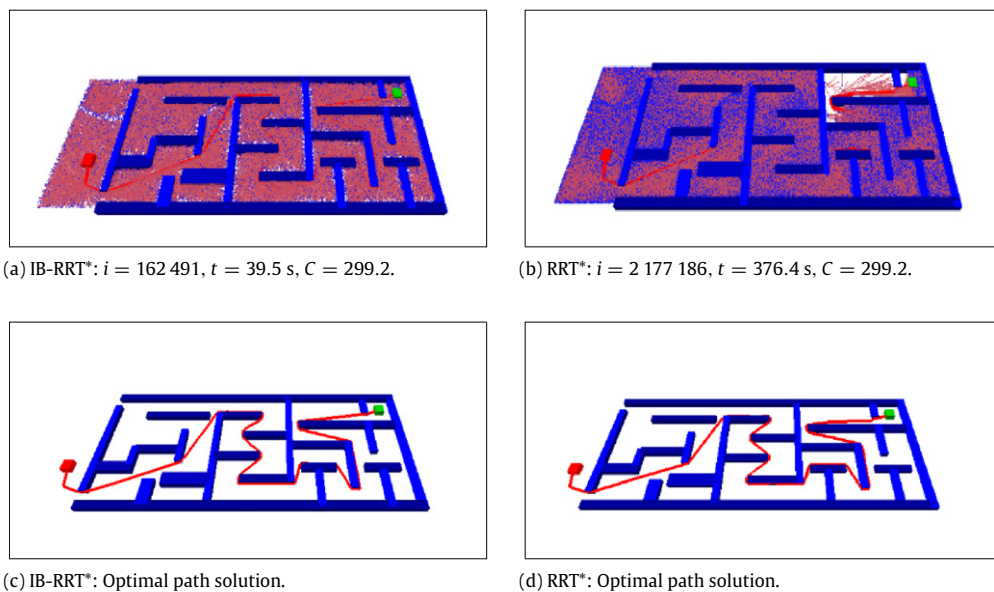 (a) IB-RRT*: i = 162 491, t = 39.5 s, C = 299.2.
(b) RRT*: i = 2 177 186, t = 376.4 s, C = 299.2.
(c) IB-RRT*: Optimal path solution.
(d) RRT*: Optimal path solution.